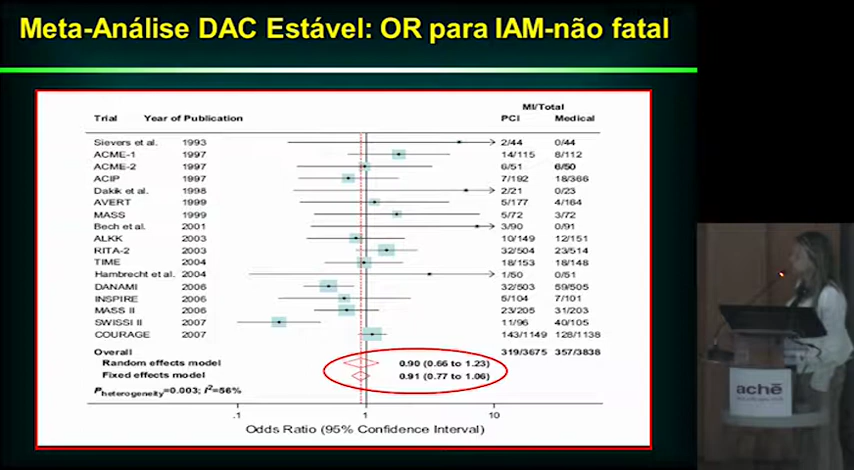 Meta-Análise DAC Estável: OR para IAM-não fatal
MI/Total
Trial Year of Publication PCI Medical
Sievers et al. 1993 2/44 0/44
ACME-1 1997 14/115 8/112
ACME-2 1997 6/51 6/50
ACIP 1997 7/192 18/366
Dakik et al. 1998 2/21 0/23
AVERT 1999 5/177 4/164
MASS 1999 5/72 3/72
Bech et al. 2001 3/90 0/91
ALKK 2003 10/149 12/151
RITA-2 2003 32/504 23/514
TIME 2004 18/153 18/148
Hambrecht et al. 2004 1/50 0/51
DANAMI 2006 32/503 59/505
INSPIRE 2006 5/104 7/101
MASS II 2006 23/205 31/203
SWISSI II 2007 11/96 40/105
COURAGE 2007 143/1149 128/1138
Overall 319/3675 357/3838
Random effects model 0.90 (0.66 to 1.23)
Fixed effects model 0.91 (0.77 to 1.06)
Pheterogeneity=0.003; I²=56%
.1 1 10
Odds Ratio (95% Confidence Interval)
aché